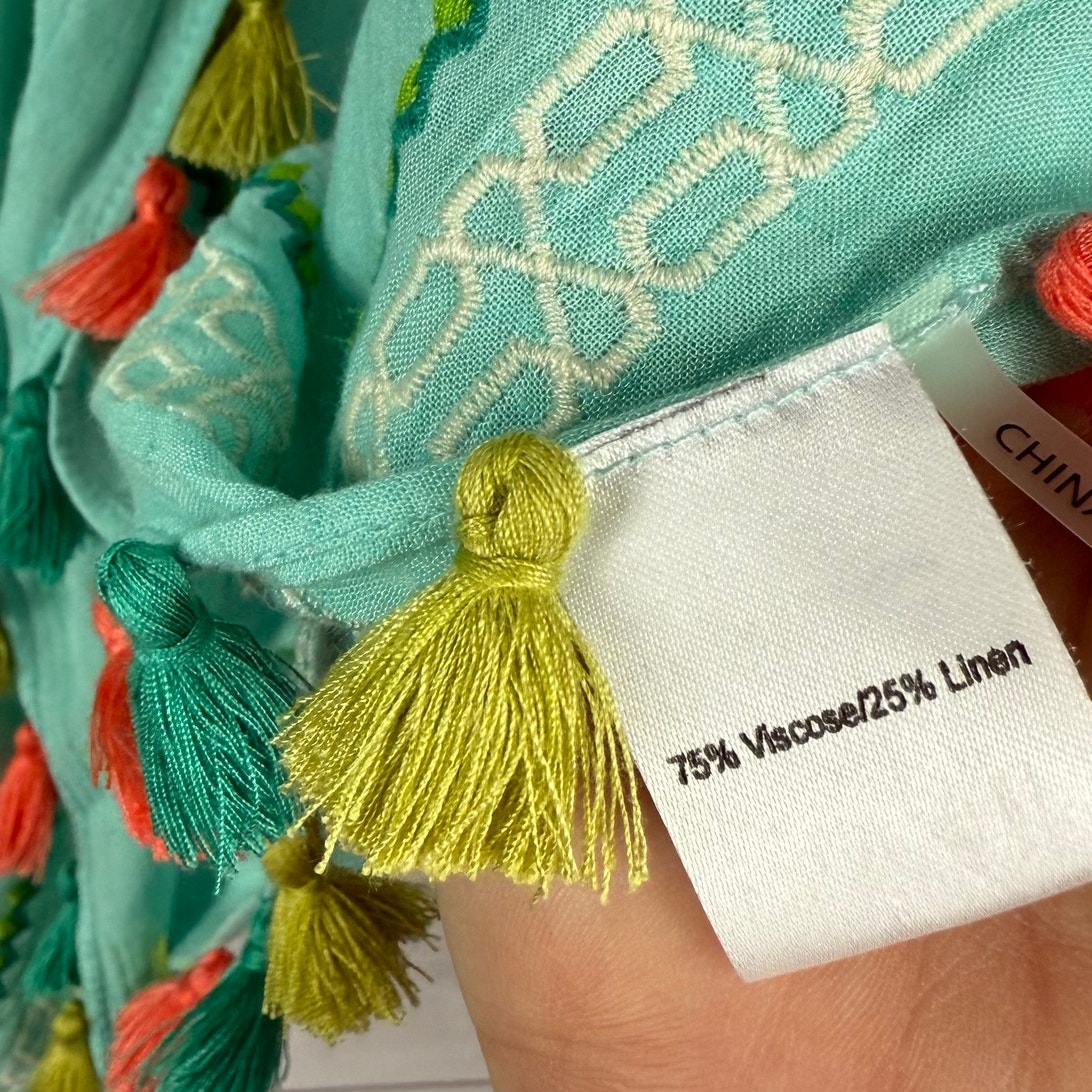 75% Viscose/25% Linen
CHINA